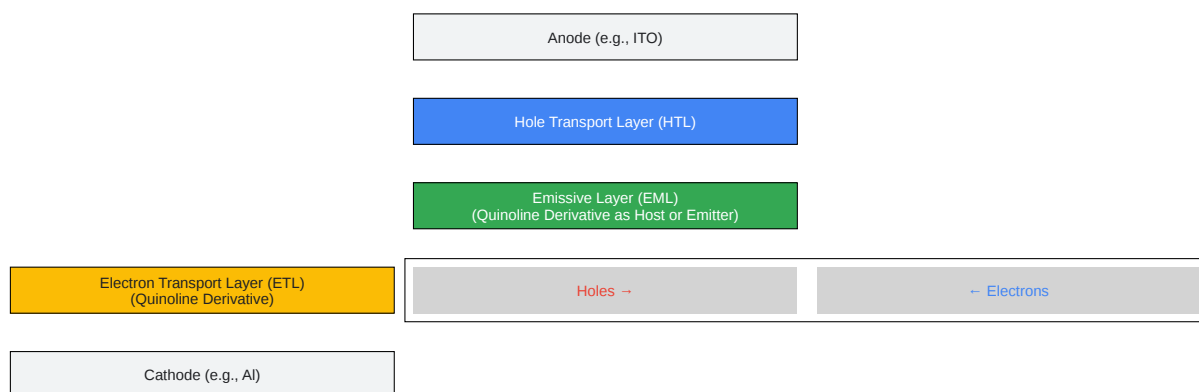 Anode (e.g., ITO)
Hole Transport Layer (HTL)
Emissive Layer (EML)
(Quinoline Derivative as Host or Emitter)
Electron Transport Layer (ETL)
(Quinoline Derivative)
Holes →
← Electrons
Cathode (e.g., Al)